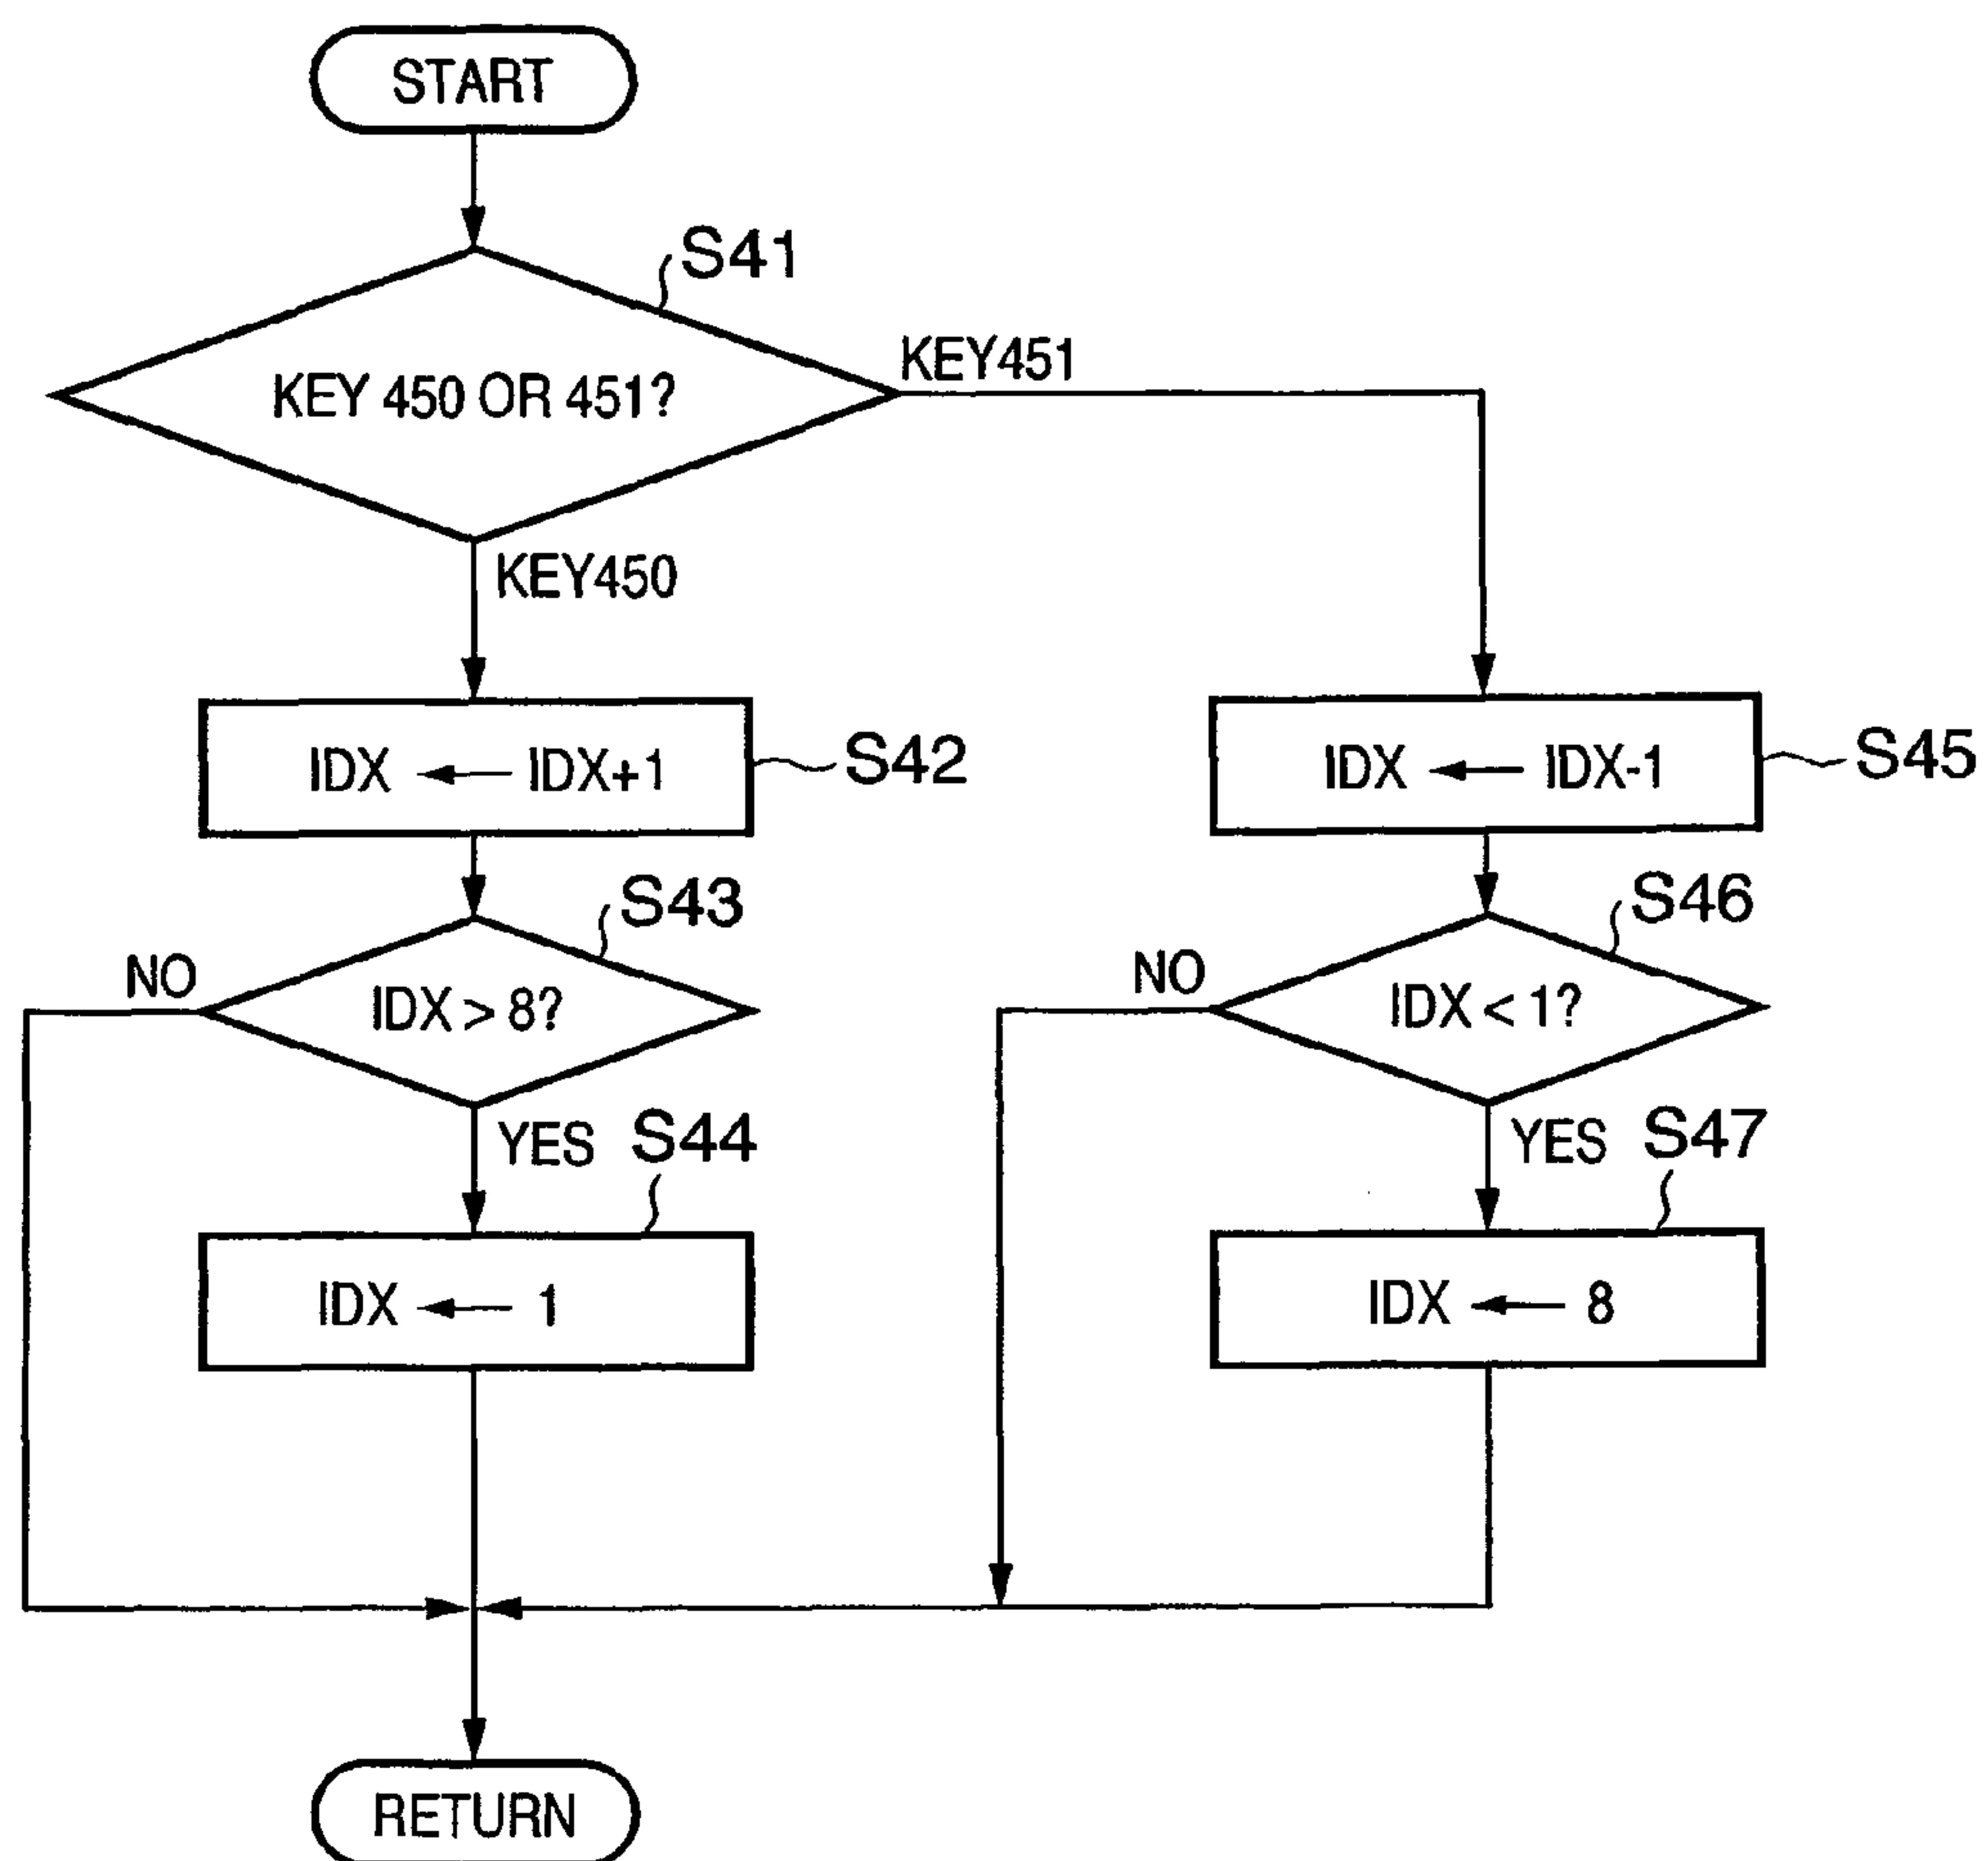 START
S41
KEY 450 OR 451?
KEY451
KEY450
IDX ← IDX+1
S42
IDX ← IDX-1
S45
S43
NO
IDX > 8?
S46
NO
IDX < 1?
YES
S44
YES
S47
IDX ← 1
IDX ← 8
RETURN